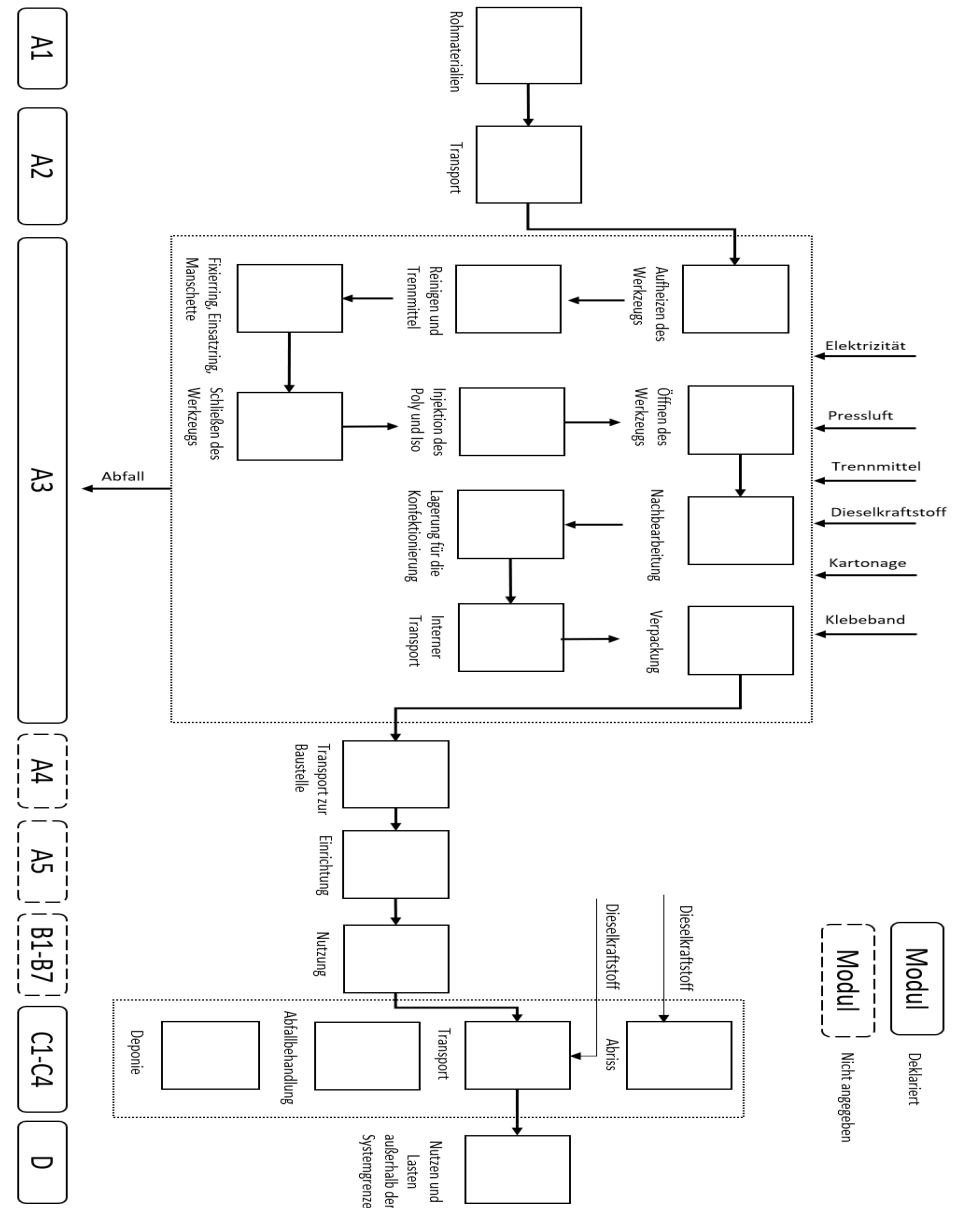 A1
Rohmaterialien
A2
Transport
A3
Aufheizen des
Werkzeugs
Reinigen und
Trennmittel
Fixierring, Einsatzring,
Manschette
Schließen des
Werkzeugs
Injektion des
Poly und Iso
Öffnen des
Werkzeugs
Nachbearbeitung
Lagerung für die
Konfektionierung
Interner
Transport
Verpackung
Elektrizität
Pressluft
Trennmittel
Dieselkraftstoff
Kartonage
Klebeband
Abfall
A4
Transport zur
Baustelle
A5
Einrichtung
B1-B7
Nutzung
C1-C4
Dieselkraftstoff
Dieselkraftstoff
Abriss
Transport
Abfallbehandlung
Deponie
D
Nutzen und
Lasten
außerhalb der
Systemgrenze
Modul
Deklariert
Modul
Nicht angegeben